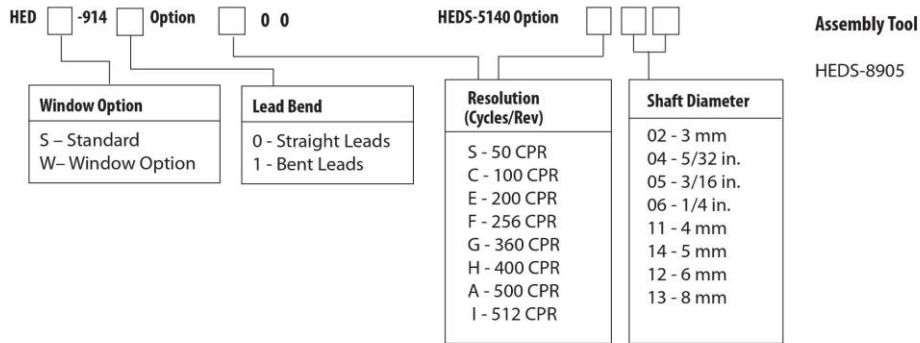 HED -914 Option 0 0 HEDS-5140 Option
Assembly Tool
HEDS-8905
Window Option
S – Standard
W– Window Option
Lead Bend
0 - Straight Leads
1 - Bent Leads
Resolution
(Cycles/Rev)
S - 50 CPR
C - 100 CPR
E - 200 CPR
F - 256 CPR
G - 360 CPR
H - 400 CPR
A - 500 CPR
I - 512 CPR
Shaft Diameter
02 - 3 mm
04 - 5/32 in.
05 - 3/16 in.
06 - 1/4 in.
11 - 4 mm
14 - 5 mm
12 - 6 mm
13 - 8 mm